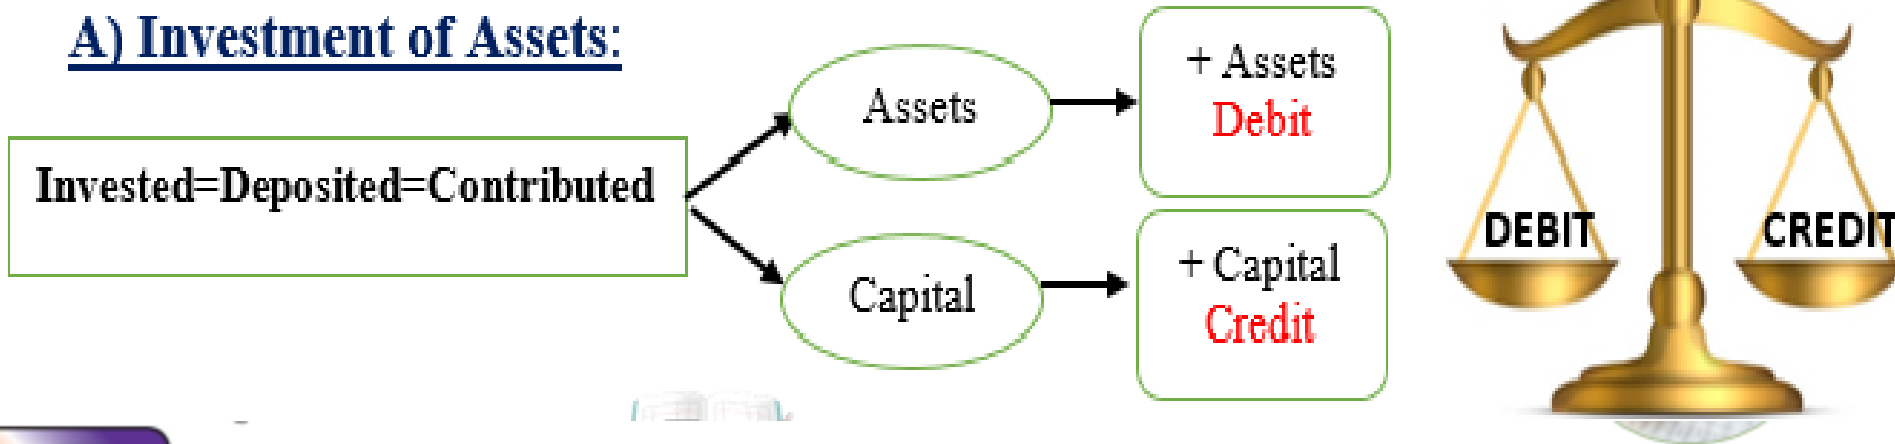 A) Investment of Assets:
Invested=Deposited=Contributed
Assets
+ Assets
Debit
Capital
+ Capital
Credit
DEBIT
CREDIT